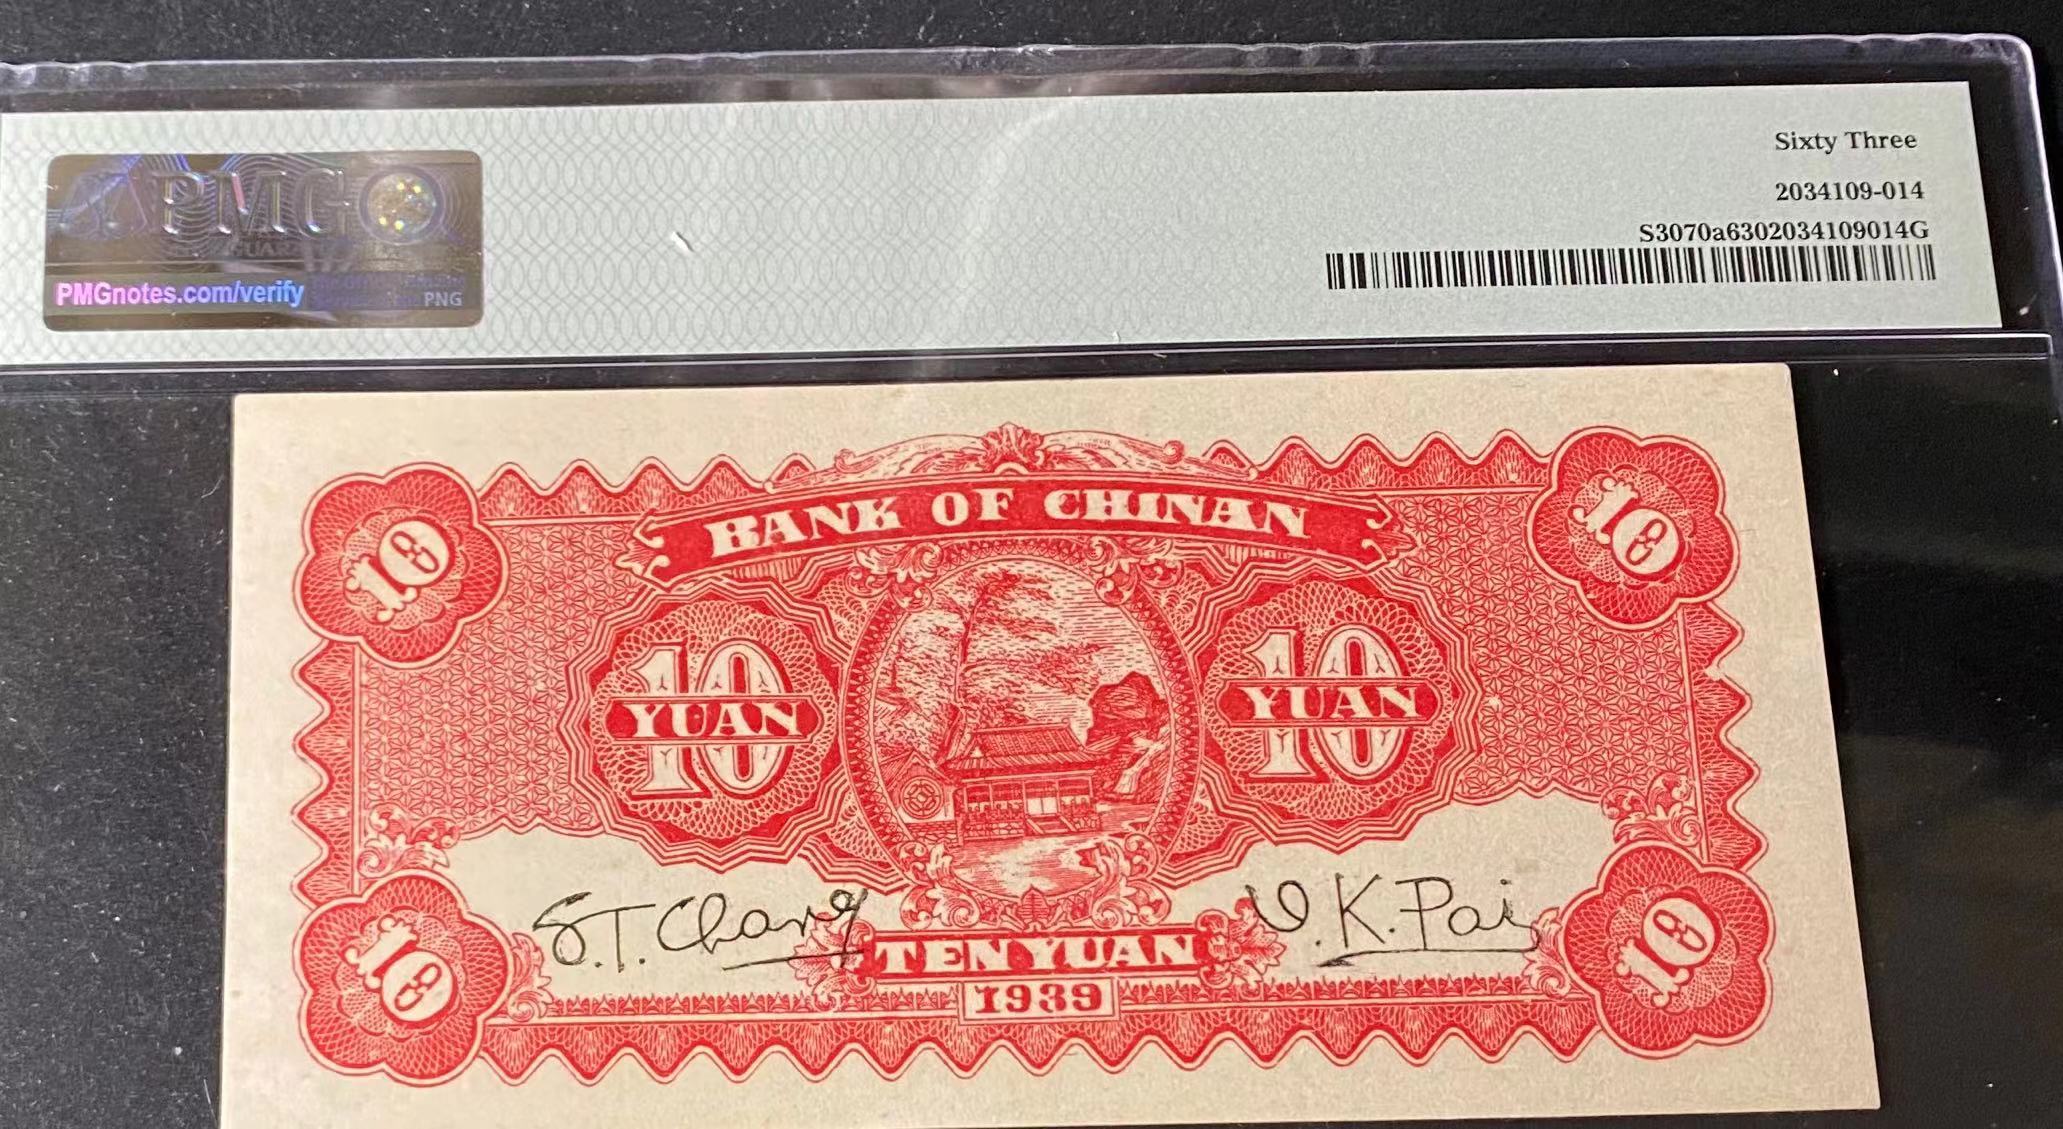 PMG
PMGnotes.com/verify
PNG
Sixty Three
2034109-014
S3070a6302034109014G
BANK OF CHINAN
10
10
10
YUAN
10
YUAN
S.T. Chang
V.K. Pai
TEN YUAN
1939
10
10